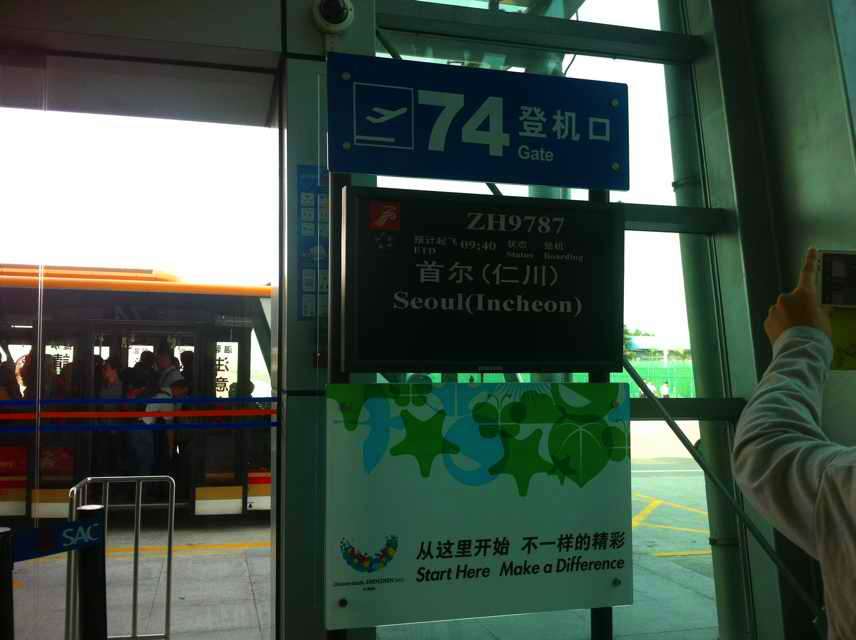 74 登机口
Gate
ZH9787
预计起飞 09:40 状态 登机
ETD Status Boarding
首尔(仁川)
Seoul(Incheon)
SAC
从这里开始 不一样的精彩
Start Here Make a Difference